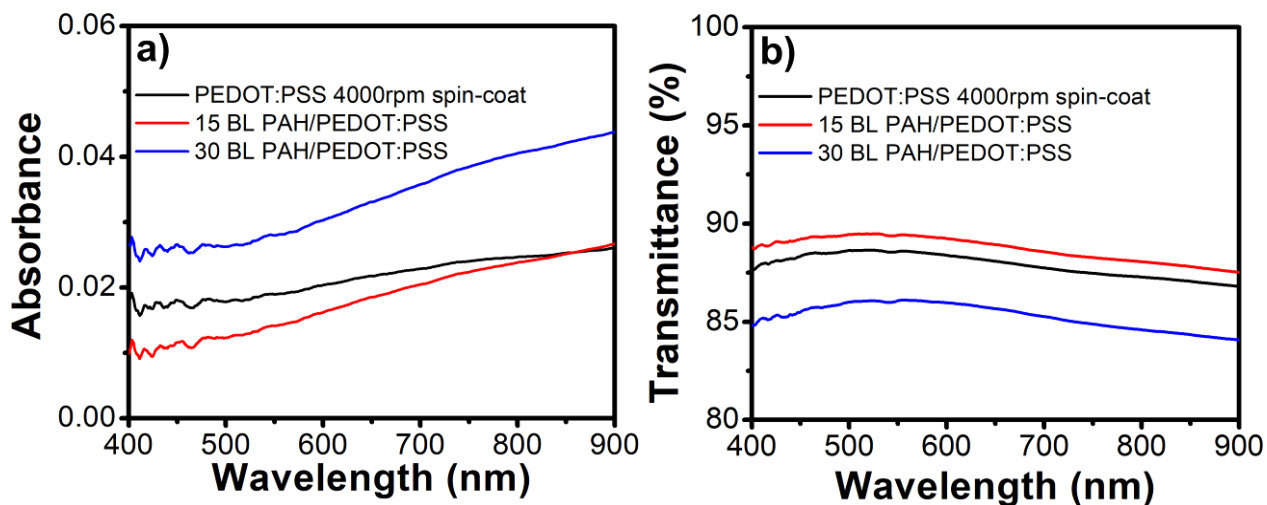 a)
PEDOT:PSS 4000rpm spin-coat
15 BL PAH/PEDOT:PSS
30 BL PAH/PEDOT:PSS
Absorbance
0.06
0.04
0.02
0.00
400 500 600 700 800 900
Wavelength (nm)
b)
PEDOT:PSS 4000rpm spin-coat
15 BL PAH/PEDOT:PSS
30 BL PAH/PEDOT:PSS
Transmittance (%)
100
95
90
85
80
400 500 600 700 800 900
Wavelength (nm)